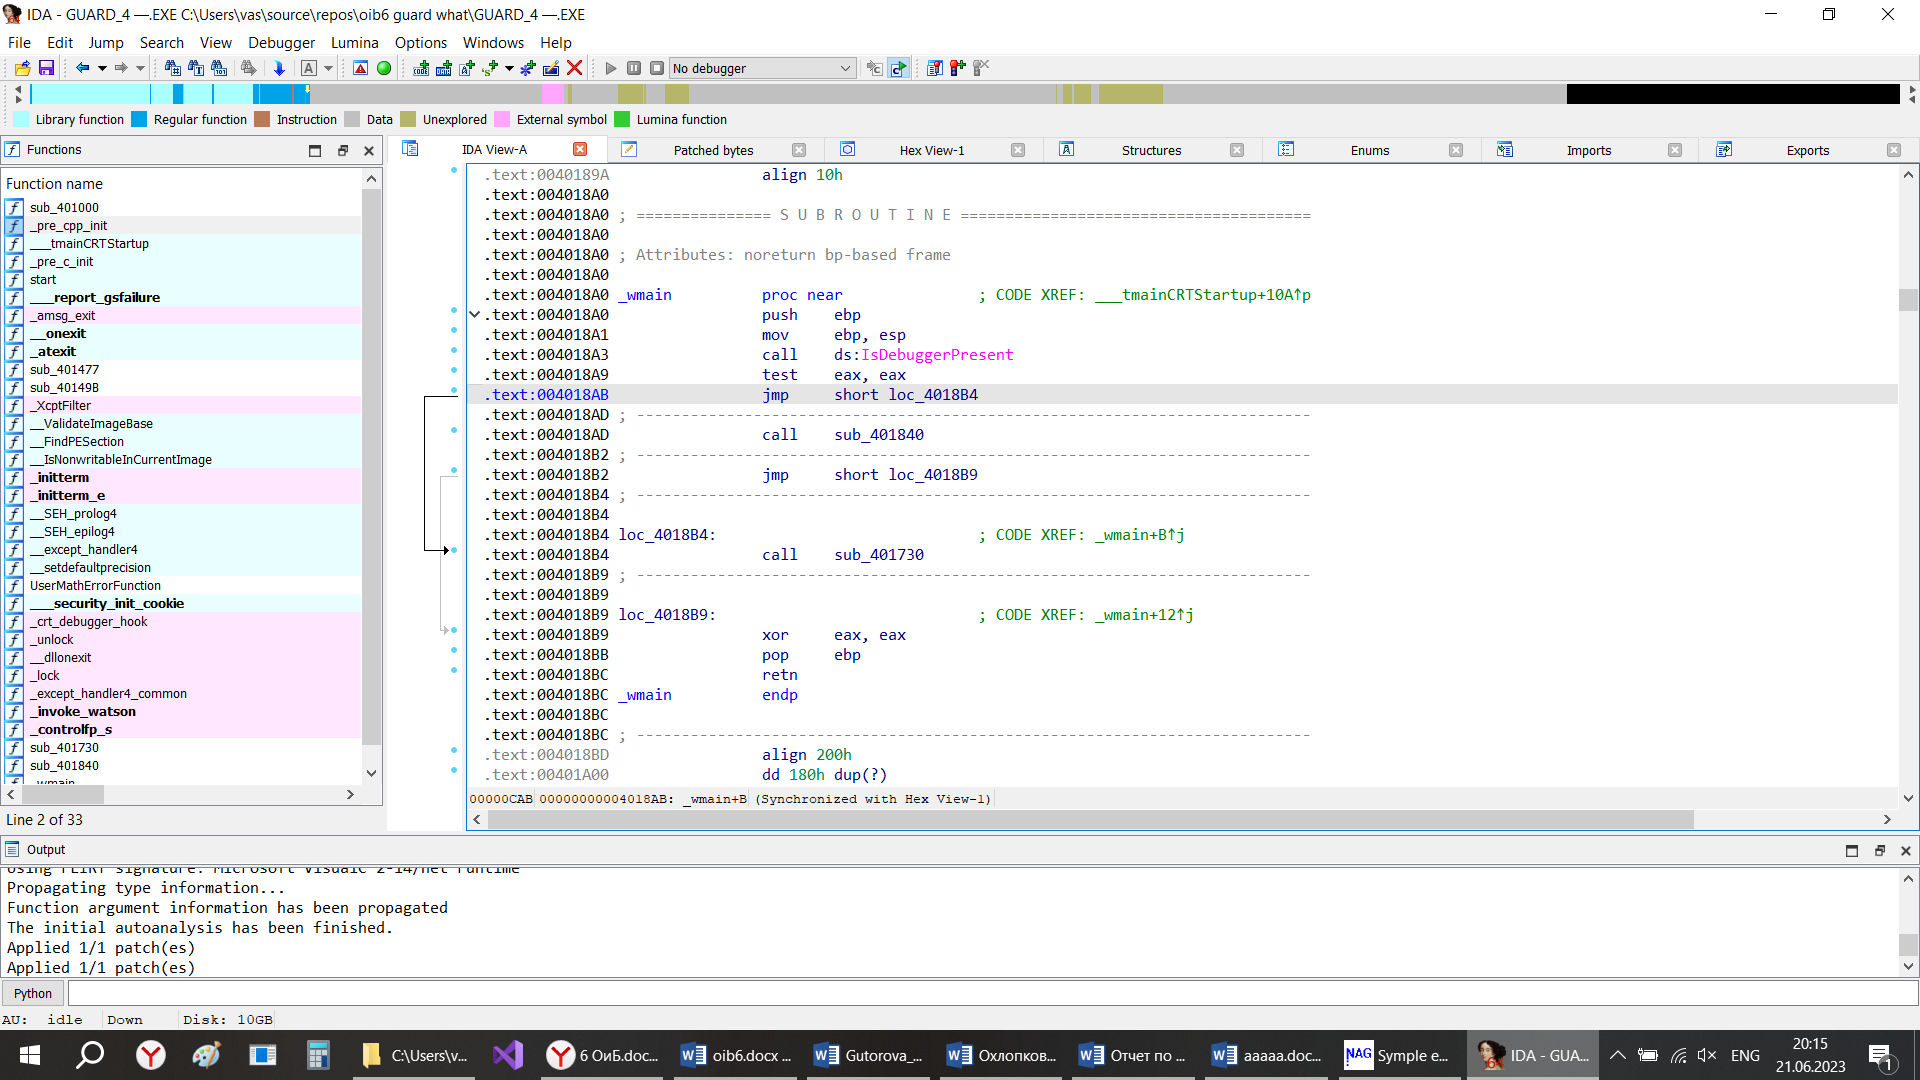 IDA - GUARD_4 —.EXE C:\Users\vas\source\repos\oib6 guard what\GUARD_4 —.EXE
File Edit Jump Search View Debugger Lumina Options Windows Help
No debugger
Library function Regular function Instruction Data Unexplored External symbol Lumina function
Functions
Function name
sub_401000
_pre_cpp_init
___tmainCRTStartup
_pre_c_init
start
___report_gsfailure
_amsg_exit
__onexit
_atexit
sub_401477
sub_40149B
_XcptFilter
__ValidateImageBase
__FindPESection
__IsNonwritableInCurrentImage
_initterm
_initterm_e
__SEH_prolog4
__SEH_epilog4
__except_handler4
__setdefaultprecision
UserMathErrorFunction
___security_init_cookie
_crt_debugger_hook
_unlock
__dllonexit
_lock
_except_handler4_common
_invoke_watson
_controlfp_s
sub_401730
sub_401840
_wmain
Line 2 of 33
IDA View-A Patched bytes Hex View-1 Structures Enums Imports Exports
.text:0040189A align 10h
.text:004018A0
.text:004018A0 ; =============== S U B R O U T I N E =======================================
.text:004018A0
.text:004018A0 ; Attributes: noreturn bp-based frame
.text:004018A0
.text:004018A0 _wmain proc near ; CODE XREF: ___tmainCRTStartup+10A↑p
.text:004018A0 push ebp
.text:004018A1 mov ebp, esp
.text:004018A3 call ds:IsDebuggerPresent
.text:004018A9 test eax, eax
.text:004018AB jmp short loc_4018B4
.text:004018AD ; ---------------------------------------------------------------------------
.text:004018AD call sub_401840
.text:004018B2 ; ---------------------------------------------------------------------------
.text:004018B2 jmp short loc_4018B9
.text:004018B4 ; ---------------------------------------------------------------------------
.text:004018B4
.text:004018B4 loc_4018B4: ; CODE XREF: _wmain+B↑j
.text:004018B4 call sub_401730
.text:004018B9 ; ---------------------------------------------------------------------------
.text:004018B9
.text:004018B9 loc_4018B9: ; CODE XREF: _wmain+12↑j
.text:004018B9 xor eax, eax
.text:004018BB pop ebp
.text:004018BC retn
.text:004018BC _wmain endp
.text:004018BC
.text:004018BC ; ---------------------------------------------------------------------------
.text:004018BD align 200h
.text:00401A00 dd 180h dup(?)
00000CAB 00000000004018AB: _wmain+B (Synchronized with Hex View-1)
Output
Using FLIRT signature: Microsoft VisualC 2-14/net runtime
Propagating type information...
Function argument information has been propagated
The initial autoanalysis has been finished.
Applied 1/1 patch(es)
Applied 1/1 patch(es)
Python
AU: idle Down Disk: 10GB
C:\Users\v... 6 ОиБ.doc... oib6.docx ... Gutorova_... Охлопков... Отчет по ... ааааа.doc... NAG Symple e... IDA - GUA... ENG 20:15
21.06.2023 1